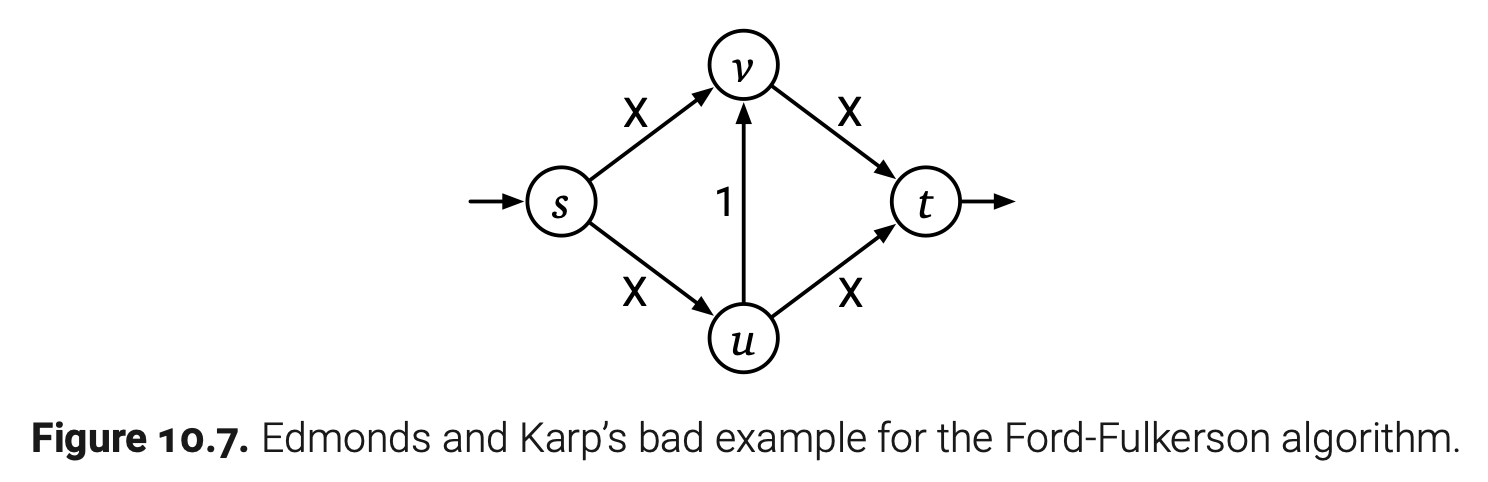 v
X X
s 1 t
X X
u
Figure 10.7. Edmonds and Karp’s bad example for the Ford-Fulkerson algorithm.